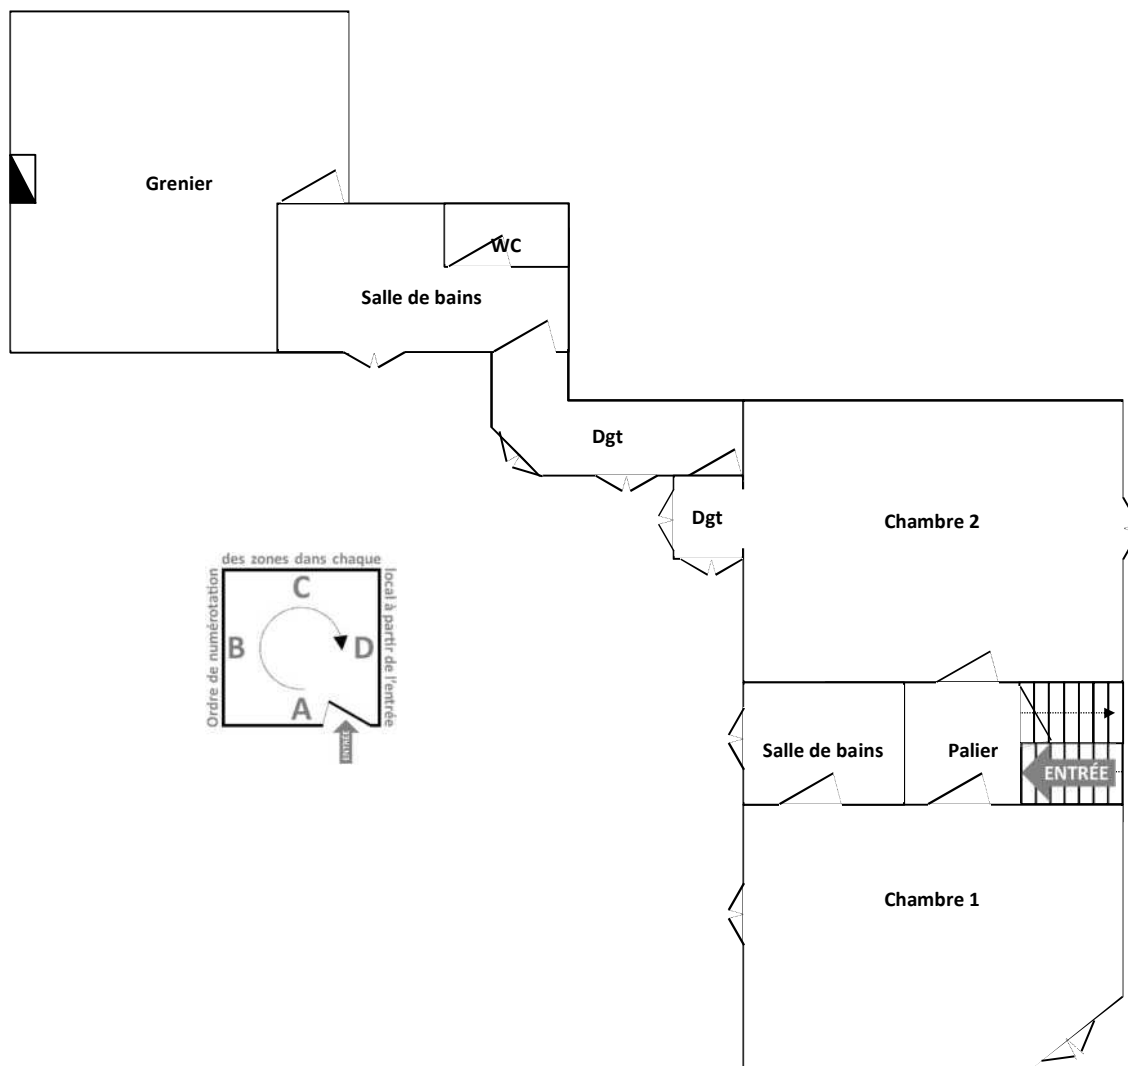 Grenier
WC
Salle de bains
Dgt
Dgt
Chambre 2
des zones dans chaque
Ordre de numérotation
local à partir de l'entrée
C
B
D
A
ENTRÉE
Salle de bains
Palier
ENTRÉE
Chambre 1